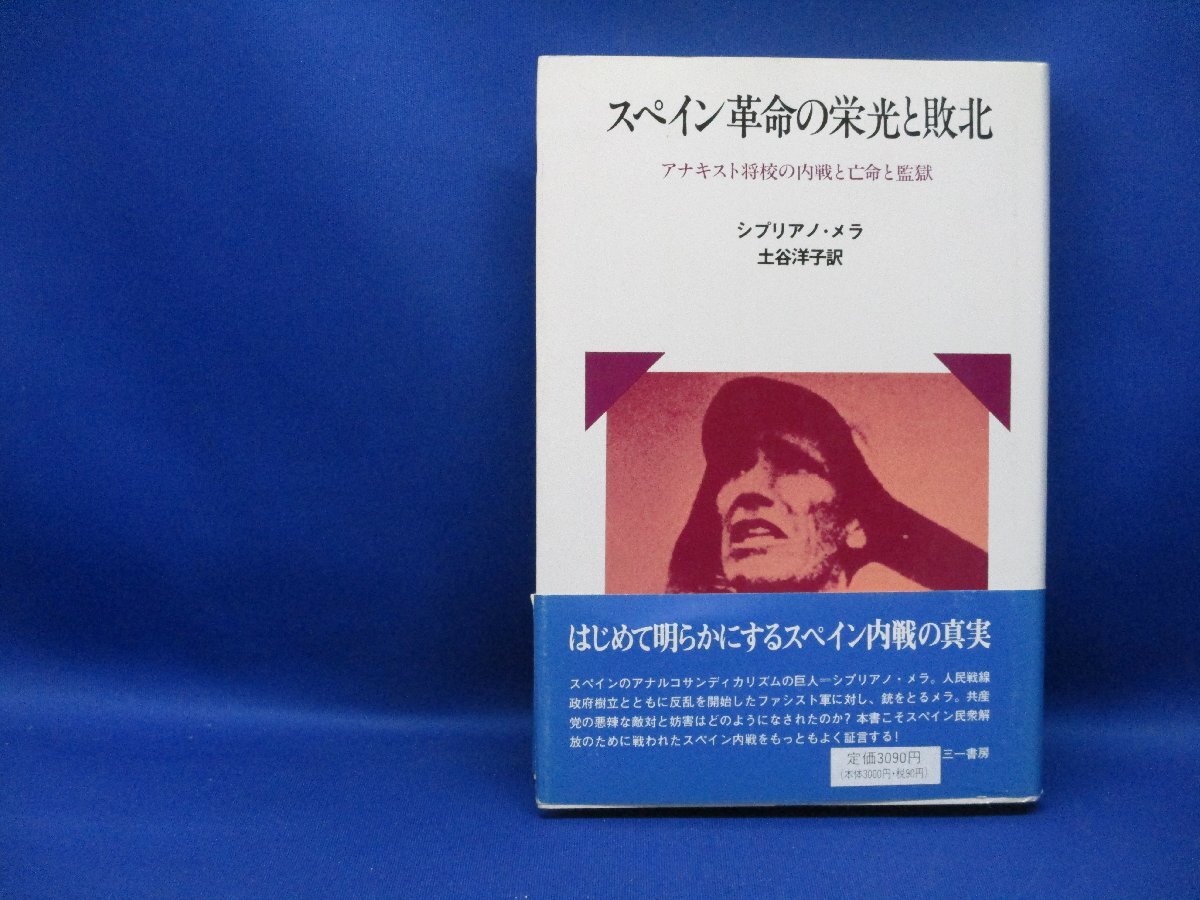 スペイン革命の栄光と敗北
アナキスト将校の内戦と亡命と監獄
シプリアノ・メラ
土谷洋子訳
はじめて明らかにするスペイン内戦の真実
スペインのアナルコサンディカリズムの巨人＝シプリアノ・メラ。人民戦線
政府樹立とともに反乱を開始したファシスト軍に対し、銃をとるメラ。共産
党の悪辣な敵対と妨害はどのようになされたのか？本書こそスペイン民衆解
放のために戦われたスペイン内戦をもっともよく証言する！
三一書房
定価3090円
(本体3000円・税90円)